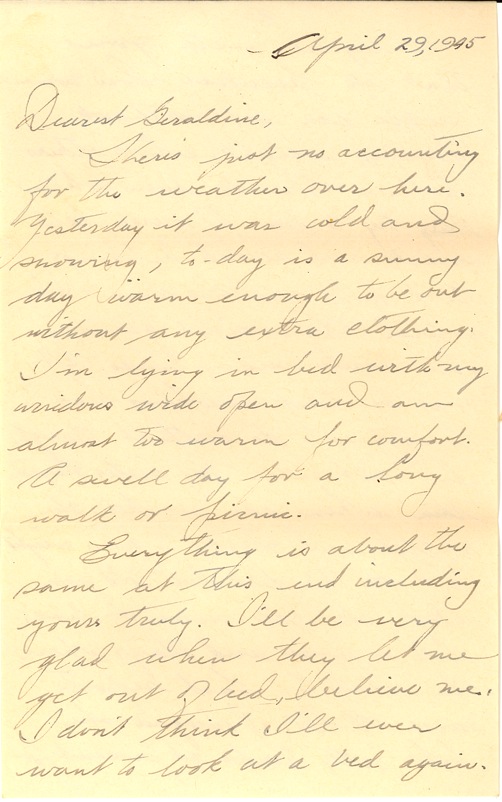 April 29, 1945
Dearest Geraldine,
Theris just no accounting
for the weather over here.
Yesterday it was cold and
snowing, to-day is a sunny
day warm enough to be out
without any extra clothing.
I'm lying in bed with my
windows wide open and am
almost too warm for comfort.
A swell day for a long
walk or picnic.
Everything is about the
same at this end including
yours truly. I'll be very
glad when they let me
get out of bed, believe me.
I don't think I'll ever
want to look at a bed again.